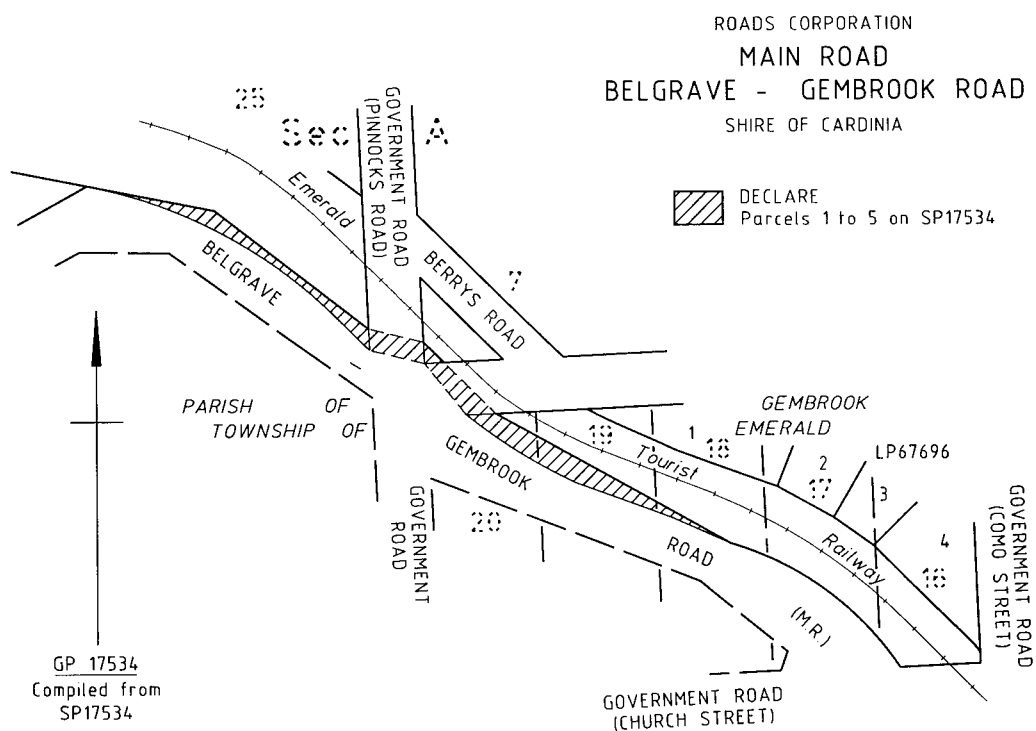 ROADS CORPORATION
MAIN ROAD
BELGRAVE - GEMBROOK ROAD
SHIRE OF CARDINIA
DECLARE
Parcels 1 to 5 on SP17534
25
Sec A
GOVERNMENT ROAD
(PINNOCKS ROAD)
Emerald
BELGRAVE
BERRYS ROAD
7
PARISH OF GEMBROOK
TOWNSHIP OF EMERALD
GEMBROOK
ROAD
(M.R.)
19
1
18
Tourist
2
17
LP67696
3
Railway
4
16
GOVERNMENT ROAD
(COMO STREET)
GOVERNMENT
ROAD
20
GOVERNMENT ROAD
(CHURCH STREET)
GP 17534
Compiled from
SP17534